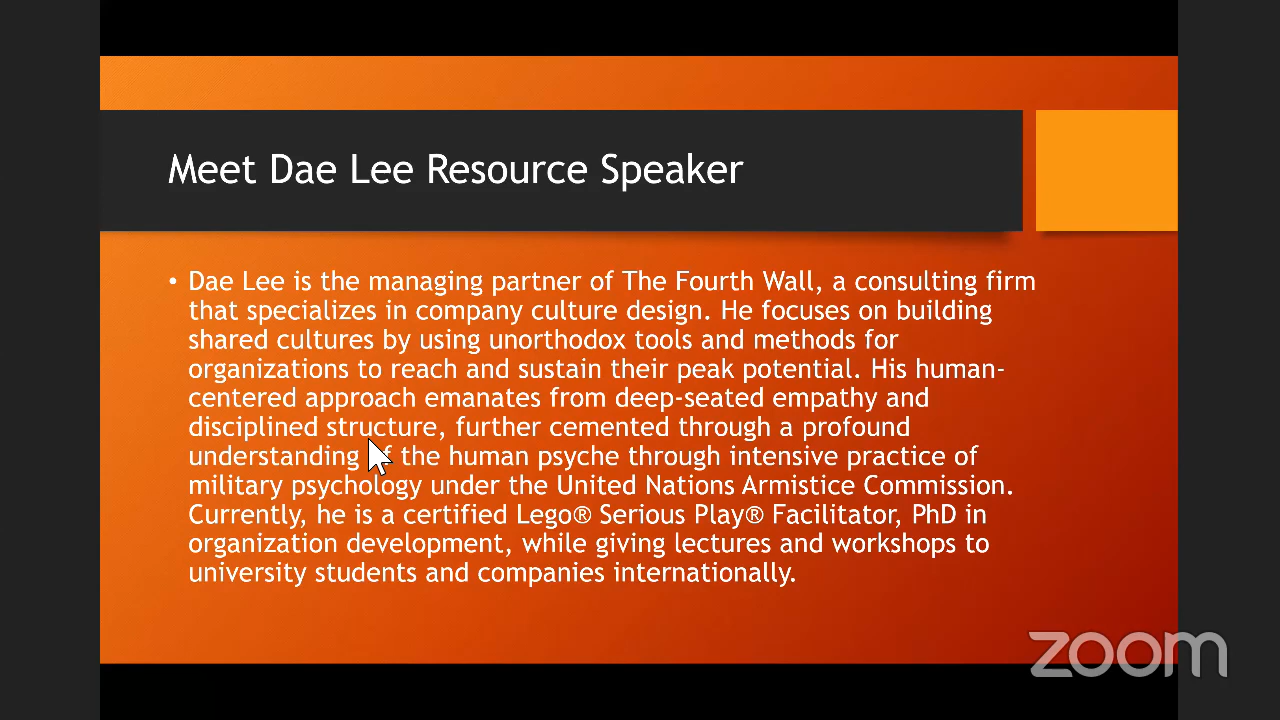 Meet Dae Lee Resource Speaker
• Dae Lee is the managing partner of The Fourth Wall, a consulting firm
that specializes in company culture design. He focuses on building
shared cultures by using unorthodox tools and methods for
organizations to reach and sustain their peak potential. His human-
centered approach emanates from deep-seated empathy and
disciplined structure, further cemented through a profound
understanding of the human psyche through intensive practice of
military psychology under the United Nations Armistice Commission.
Currently, he is a certified Lego® Serious Play® Facilitator, PhD in
organization development, while giving lectures and workshops to
university students and companies internationally.
zoom